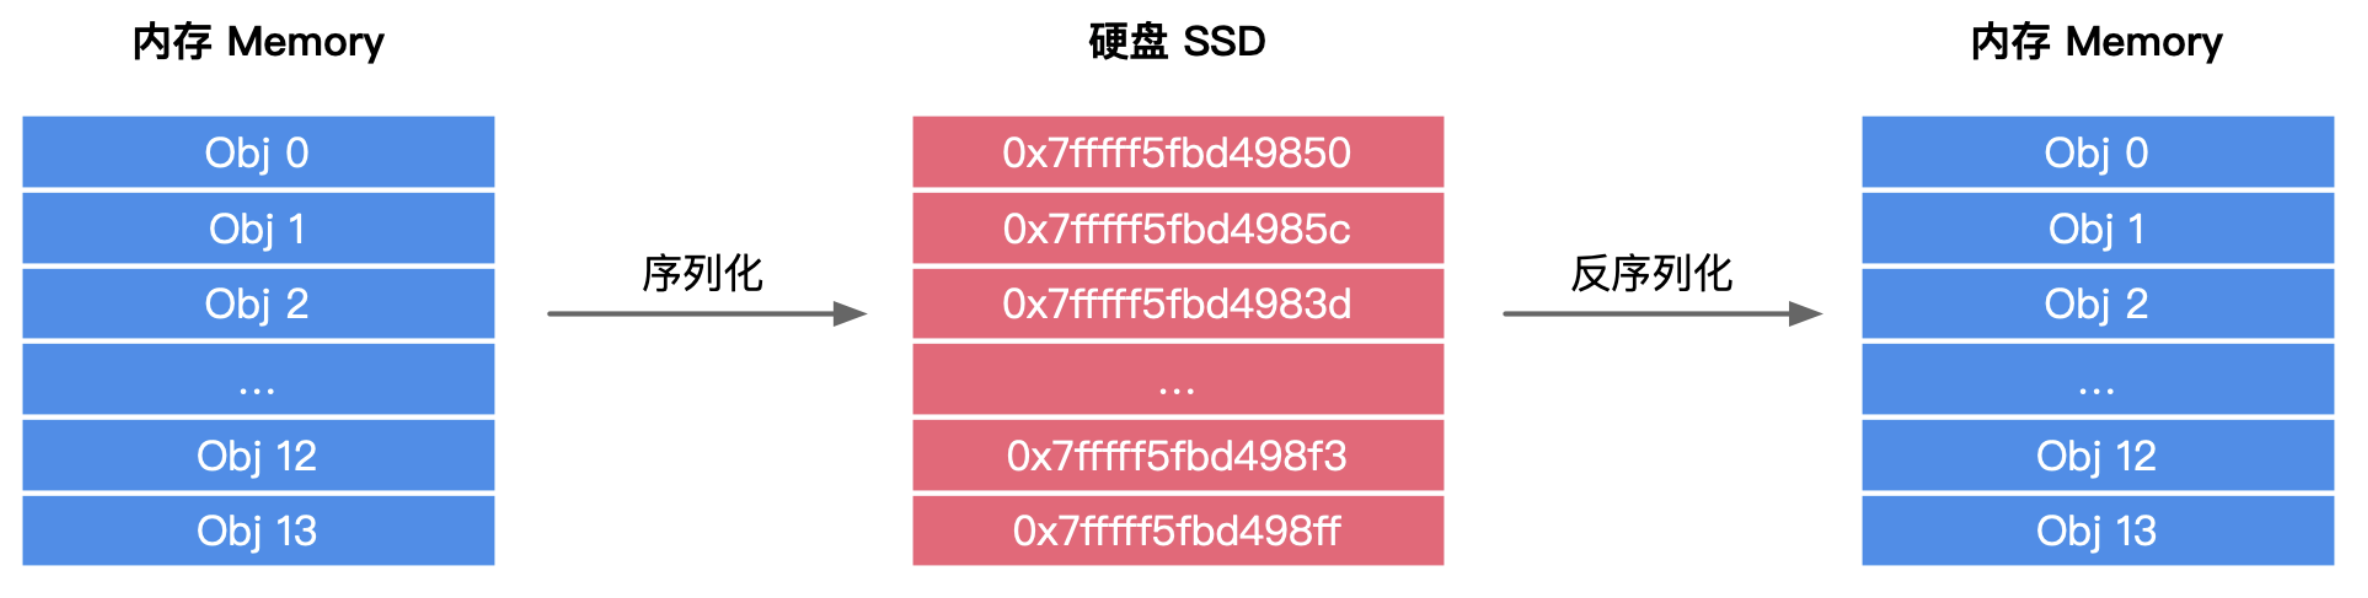 内存 Memory
Obj 0
Obj 1
Obj 2
...
Obj 12
Obj 13
序列化
硬盘 SSD
0x7fffff5fbd49850
0x7fffff5fbd4985c
0x7fffff5fbd4983d
...
0x7fffff5fbd498f3
0x7fffff5fbd498ff
反序列化
内存 Memory
Obj 0
Obj 1
Obj 2
...
Obj 12
Obj 13